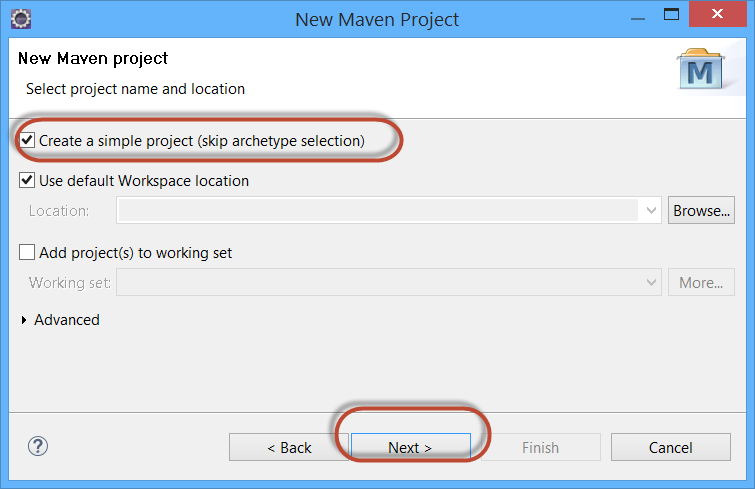 New Maven Project
New Maven project
Select project name and location
M
Create a simple project (skip archetype selection)
Use default Workspace location
Location:
Browse...
Add project(s) to working set
Working set:
More...
Advanced
?
< Back
Next >
Finish
Cancel